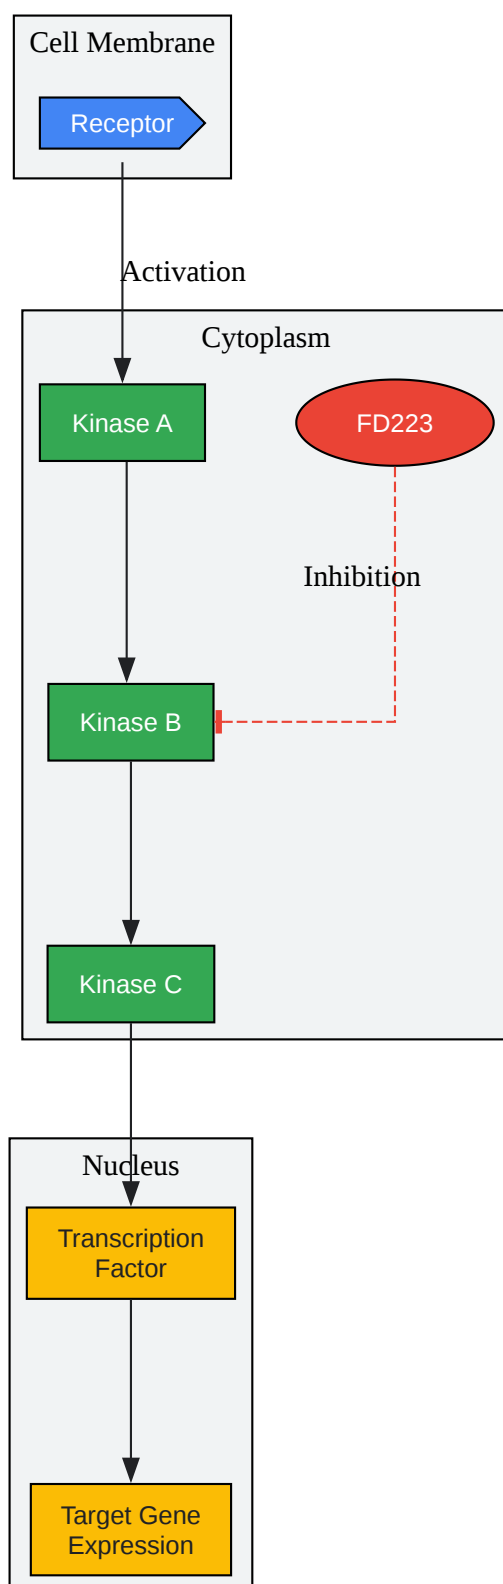 Cell Membrane
Receptor
Activation
Cytoplasm
Kinase A
FD223
Inhibition
Kinase B
Kinase C
Nucleus
Transcription
Factor
Target Gene
Expression